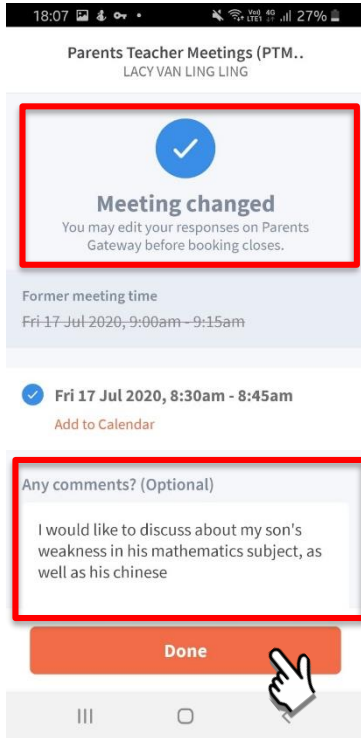 18:07 27%
Parents Teacher Meetings (PTM..
LACY VAN LING LING
Meeting changed
You may edit your responses on Parents
Gateway before booking closes.
Former meeting time
Fri 17 Jul 2020, 9:00am - 9:15am
Fri 17 Jul 2020, 8:30am - 8:45am
Add to Calendar
Any comments? (Optional)
I would like to discuss about my son's
weakness in his mathematics subject, as
well as his chinese
Done